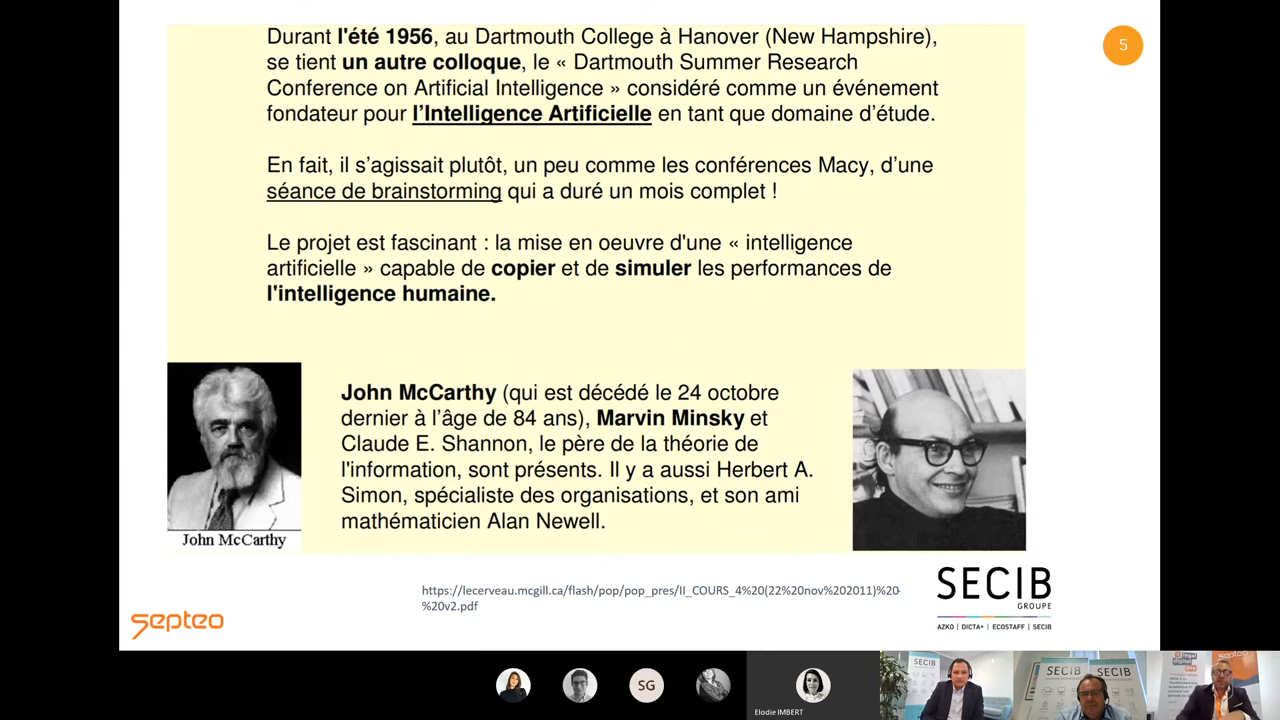 Durant l'été 1956, au Dartmouth College à Hanover (New Hampshire),
se tient un autre colloque, le « Dartmouth Summer Research
Conference on Artificial Intelligence » considéré comme un événement
fondateur pour l’Intelligence Artificielle en tant que domaine d’étude.
En fait, il s’agissait plutôt, un peu comme les conférences Macy, d’une
séance de brainstorming qui a duré un mois complet !
Le projet est fascinant : la mise en oeuvre d'une « intelligence
artificielle » capable de copier et de simuler les performances de
l'intelligence humaine.
5
John McCarthy
John McCarthy (qui est décédé le 24 octobre
dernier à l’âge de 84 ans), Marvin Minsky et
Claude E. Shannon, le père de la théorie de
l'information, sont présents. Il y a aussi Herbert A.
Simon, spécialiste des organisations, et son ami
mathématicien Alan Newell.
https://lecerveau.mcgill.ca/flash/pop/pop_pres/II_COURS_4%20(22%20nov%202011)%20-
%20v2.pdf
septeo
SECIB
GROUPE
AZKO | DICTA+ | ECOSTAFF | SECIB
SG
Elodie IMBERT
SECIB
SECIB
SECIB
legal
digital
septeo